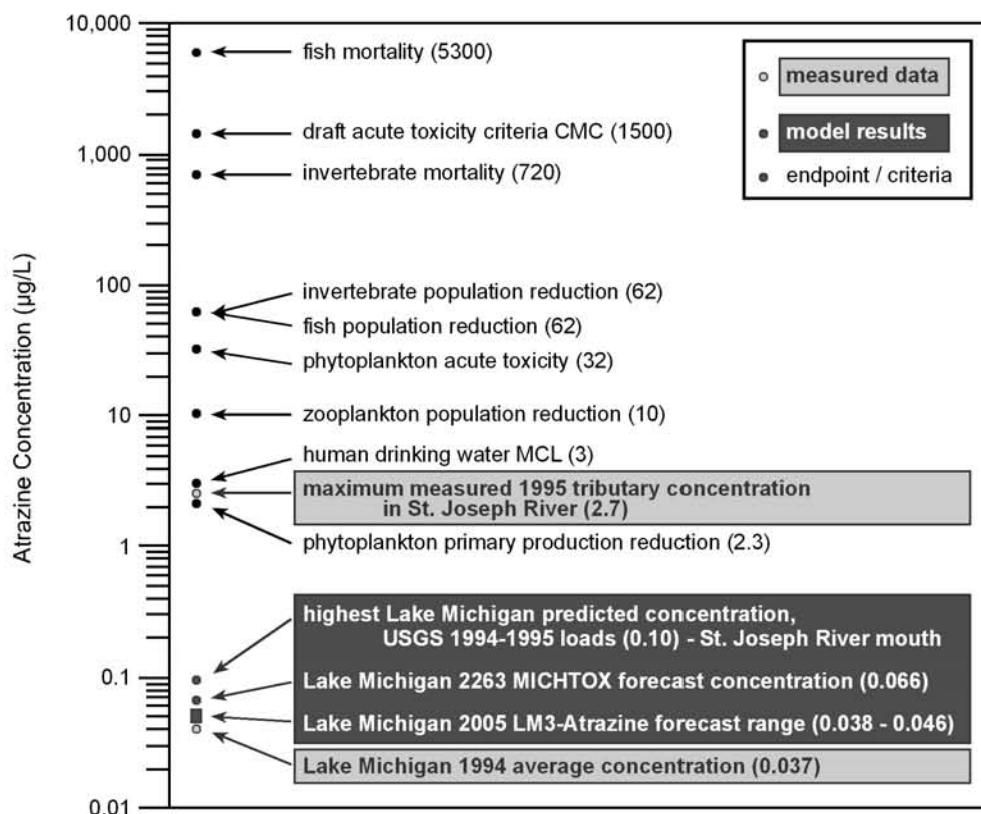 10,000
fish mortality (5300)
measured data
model results
endpoint / criteria
draft acute toxicity criteria CMC (1500)
1,000
invertebrate mortality (720)
Atrazine Concentration (µg/L)
100
invertebrate population reduction (62)
fish population reduction (62)
phytoplankton acute toxicity (32)
10
zooplankton population reduction (10)
human drinking water MCL (3)
maximum measured 1995 tributary concentration
in St. Joseph River (2.7)
1
phytoplankton primary production reduction (2.3)
highest Lake Michigan predicted concentration,
USGS 1994-1995 loads (0.10) - St. Joseph River mouth
0.1
Lake Michigan 2263 MICHTOX forecast concentration (0.066)
Lake Michigan 2005 LM3-Atrazine forecast range (0.038 - 0.046)
Lake Michigan 1994 average concentration (0.037)
0.01